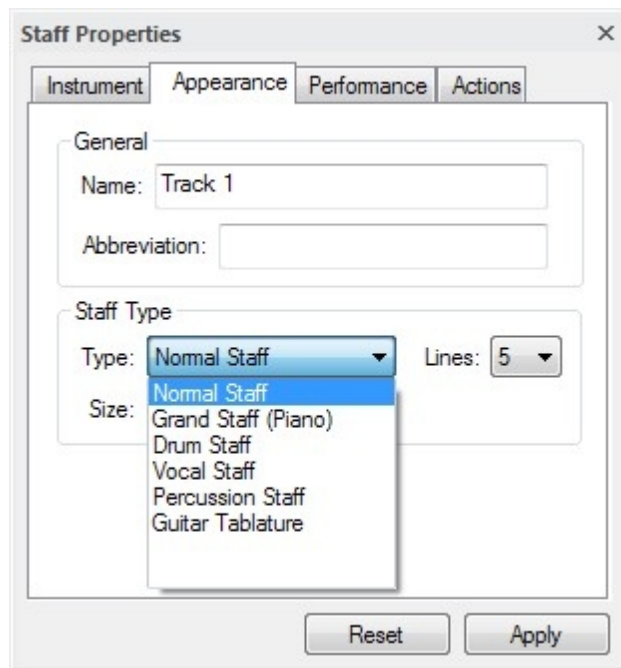 Staff Properties
Instrument Appearance Performance Actions
General
Name: Track 1
Abbreviation:
Staff Type
Type: Normal Staff Lines: 5
Size:
Normal Staff
Grand Staff (Piano)
Drum Staff
Vocal Staff
Percussion Staff
Guitar Tablature
Reset Apply